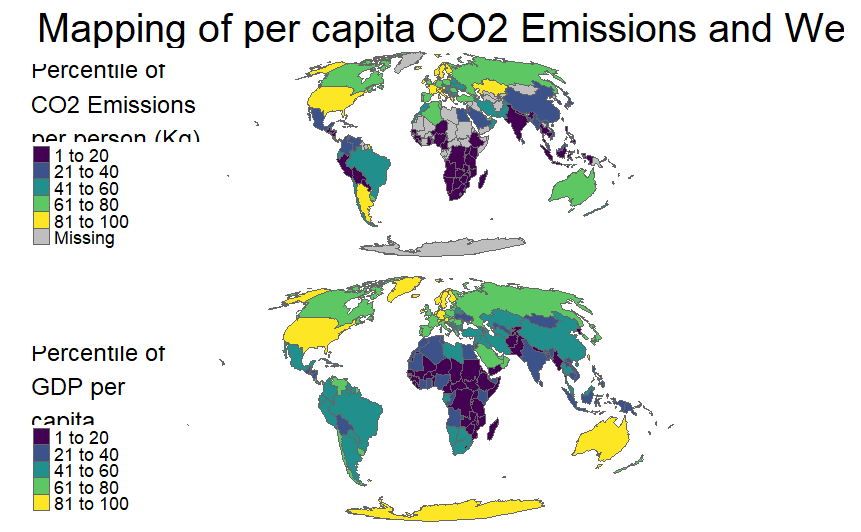 Mapping of per capita CO2 Emissions and We
Percentile of
CO2 Emissions
per person (Kg)
1 to 20
21 to 40
41 to 60
61 to 80
81 to 100
Missing
Percentile of
GDP per
capita
1 to 20
21 to 40
41 to 60
61 to 80
81 to 100